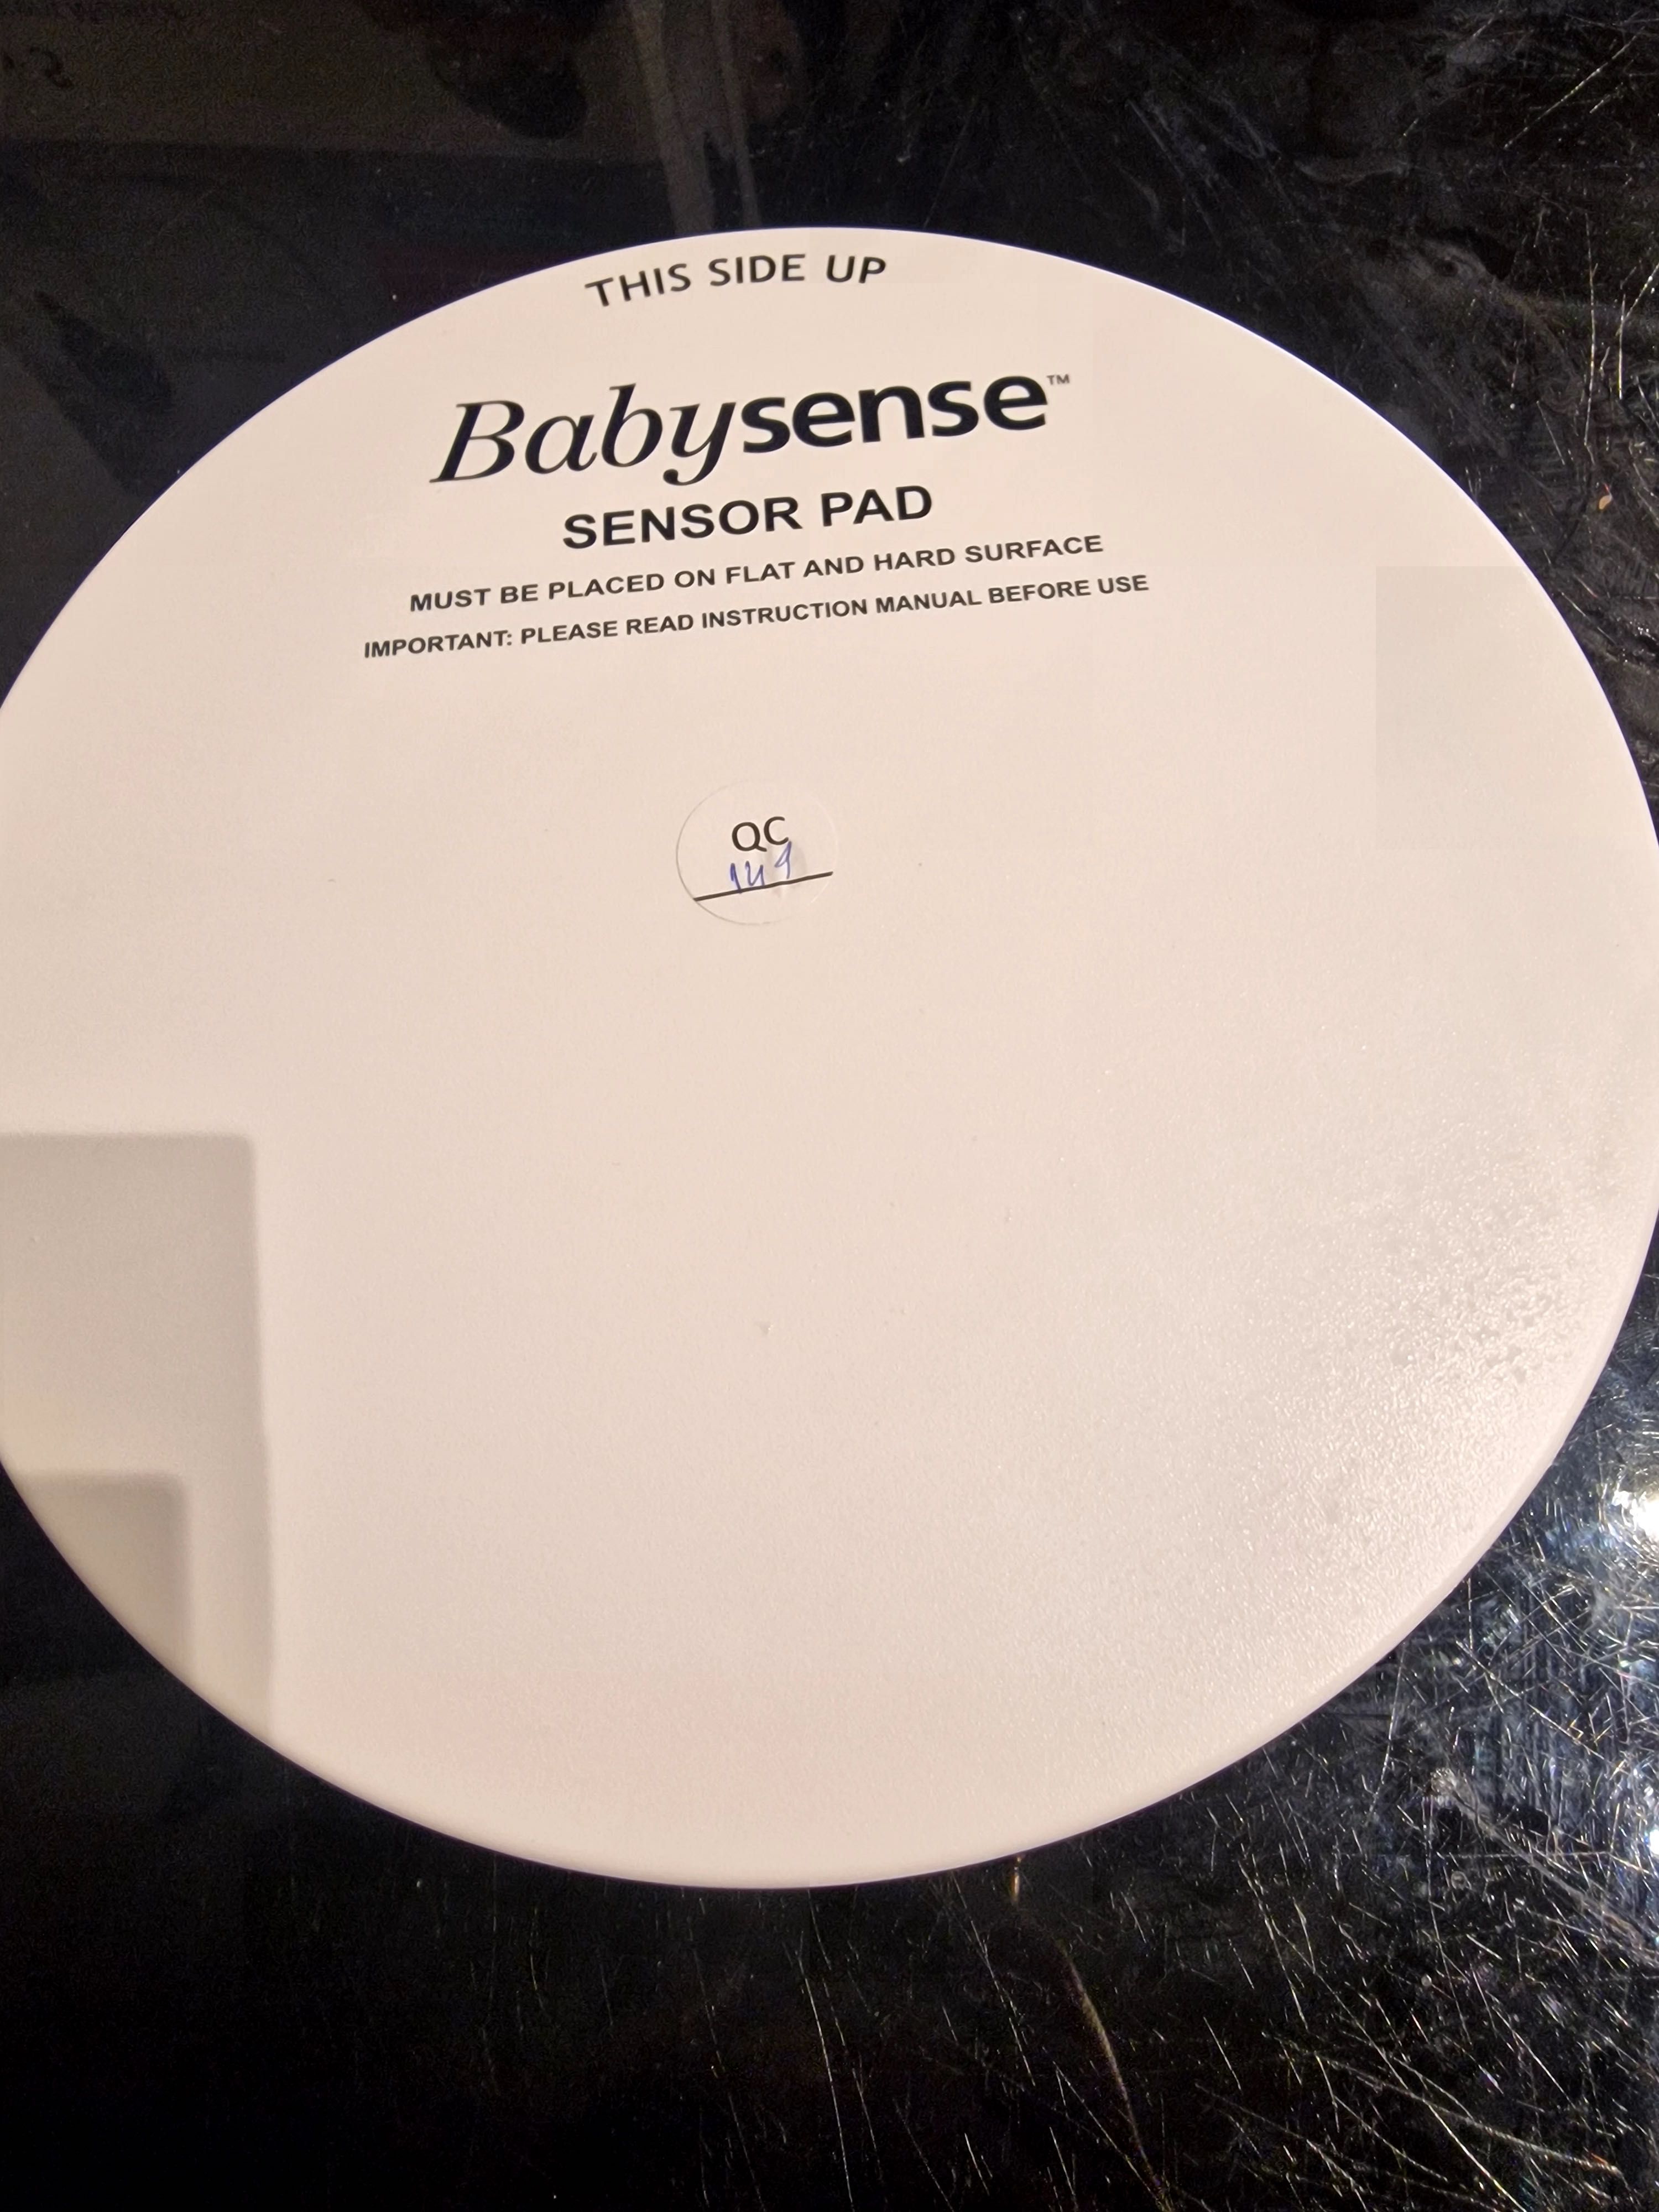 THIS SIDE UP
Babysense™
SENSOR PAD
MUST BE PLACED ON FLAT AND HARD SURFACE
IMPORTANT: PLEASE READ INSTRUCTION MANUAL BEFORE USE
QC